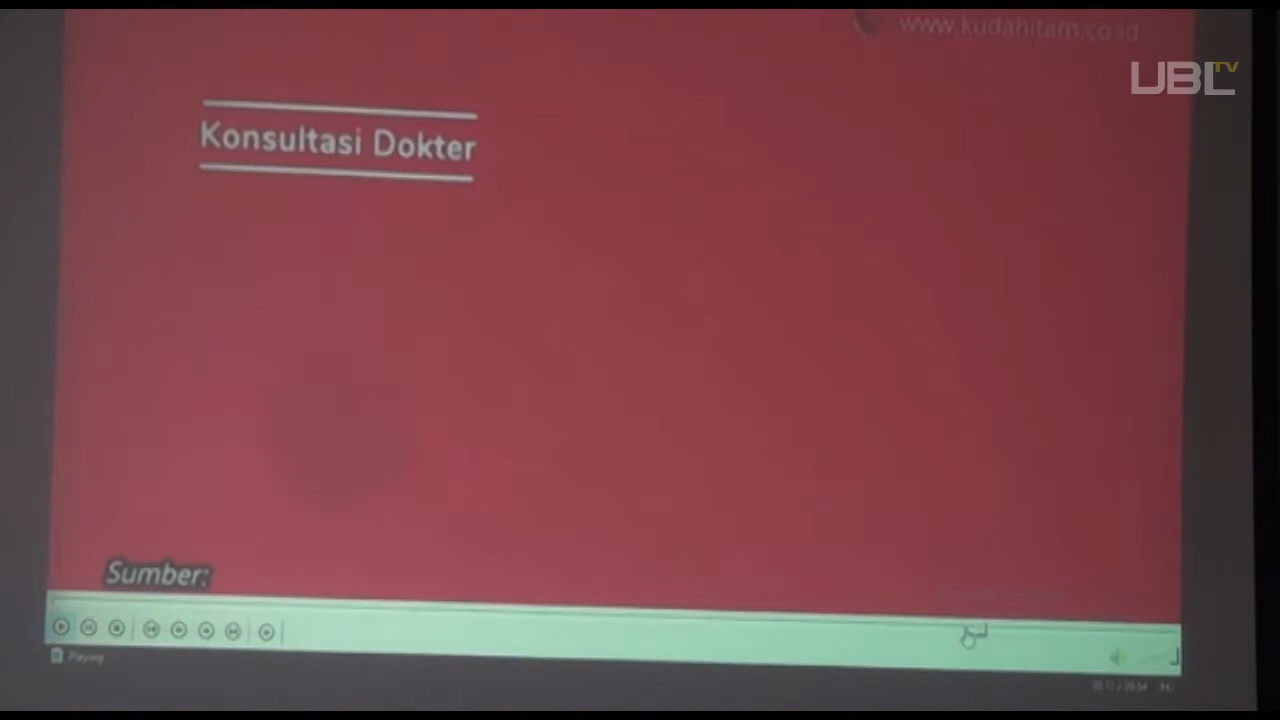 www.kudahitam.co.id
UBL TV
Konsultasi Dokter
Sumber:
Playing